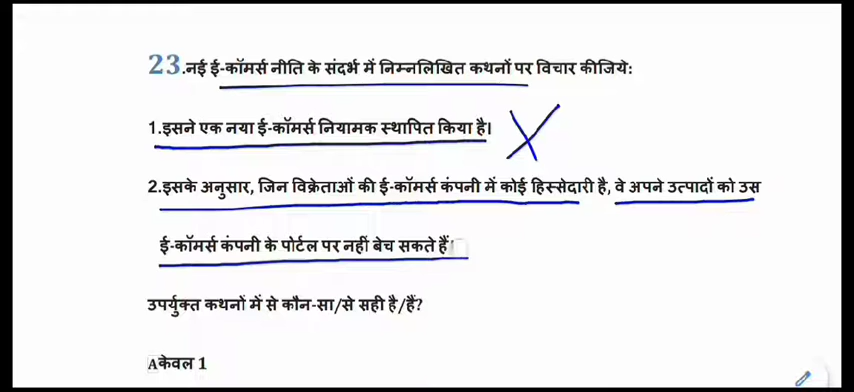 23.नई ई-कॉमर्स नीति के संदर्भ में निम्नलिखित कथनों पर विचार कीजिये:
1.इसने एक नया ई-कॉमर्स नियामक स्थापित किया है।
2.इसके अनुसार, जिन विक्रेताओं की ई-कॉमर्स कंपनी में कोई हिस्सेदारी है, वे अपने उत्पादों को उस
ई-कॉमर्स कंपनी के पोर्टल पर नहीं बेच सकते हैं।
उपर्युक्त कथनों में से कौन-सा/से सही है/हैं?
Aकेवल 1